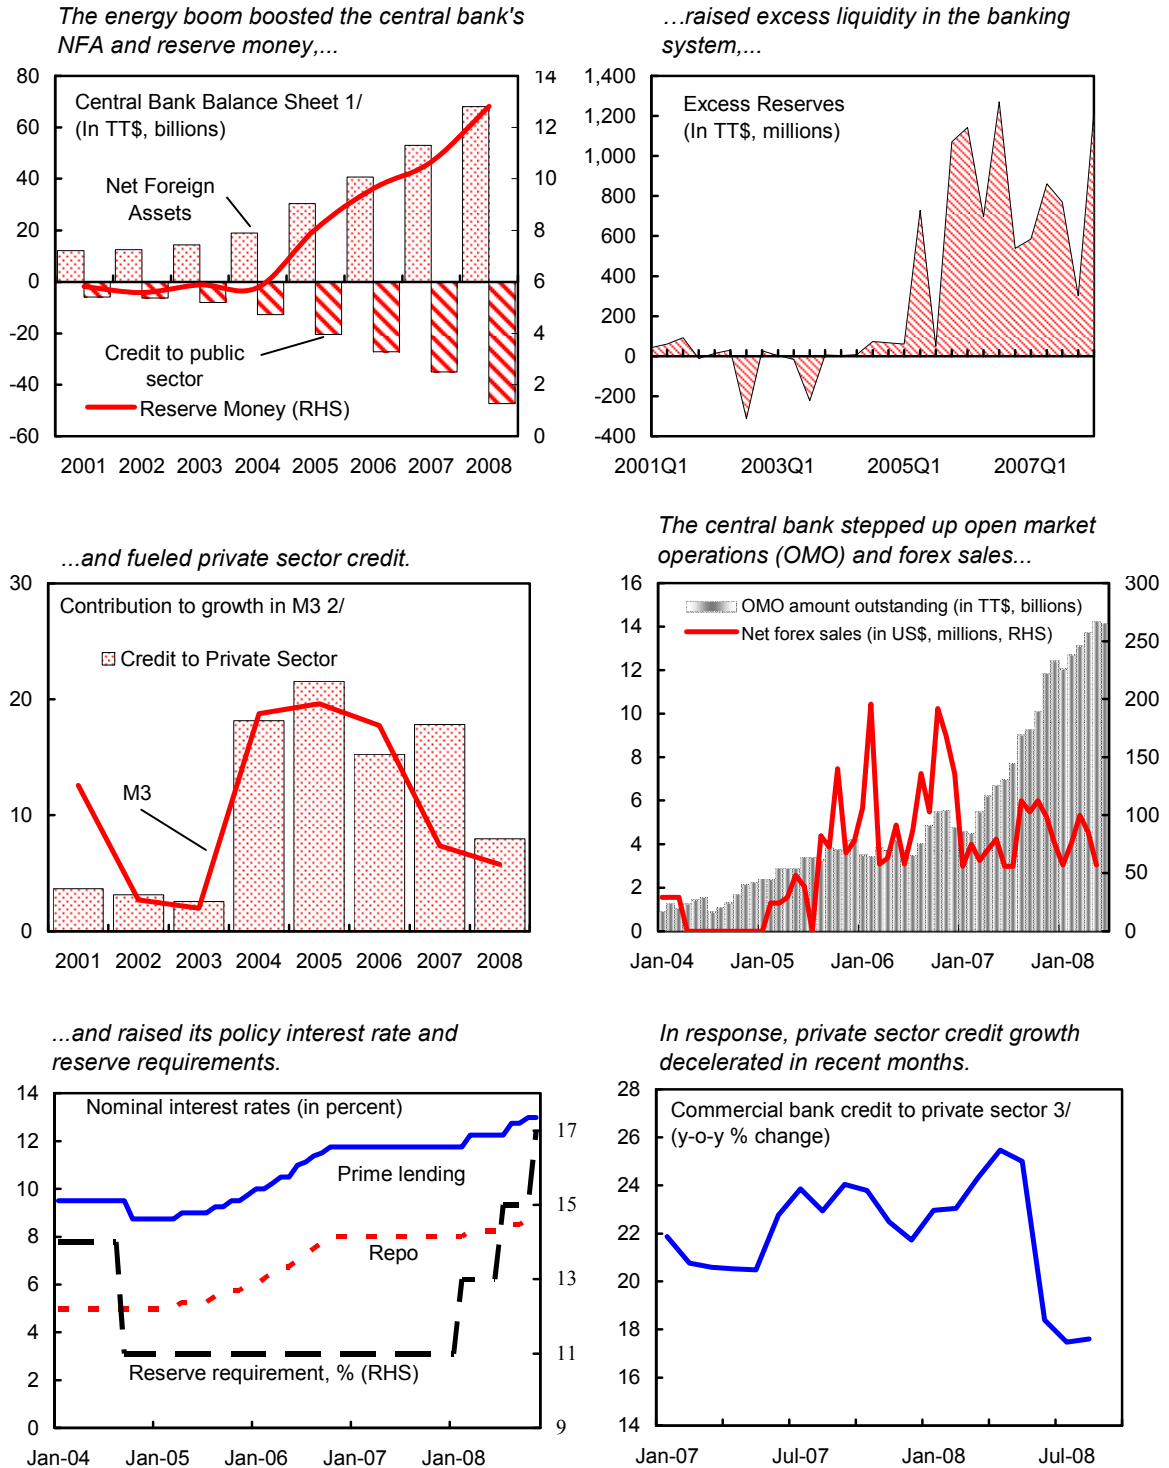 The energy boom boosted the central bank's
NFA and reserve money,...
80
60
40
20
0
-20
-40
-60
14
12
10
8
6
4
2
0
Central Bank Balance Sheet 1/
(In TT$, billions)
Net Foreign
Assets
Credit to public
sector
Reserve Money (RHS)
2001 2002 2003 2004 2005 2006 2007 2008
...raised excess liquidity in the banking
system,...
1,400
1,200
1,000
800
600
400
200
0
-200
-400
Excess Reserves
(In TT$, millions)
2001Q1 2003Q1 2005Q1 2007Q1
...and fueled private sector credit.
30
20
10
0
Contribution to growth in M3 2/
Credit to Private Sector
M3
2001 2002 2003 2004 2005 2006 2007 2008
The central bank stepped up open market
operations (OMO) and forex sales...
16
14
12
10
8
6
4
2
0
300
250
200
150
100
50
0
OMO amount outstanding (in TT$, billions)
Net forex sales (in US$, millions, RHS)
Jan-04 Jan-05 Jan-06 Jan-07 Jan-08
...and raised its policy interest rate and
reserve requirements.
14
12
10
8
6
4
2
0
17
15
13
11
9
Nominal interest rates (in percent)
Prime lending
Repo
Reserve requirement, % (RHS)
Jan-04 Jan-05 Jan-06 Jan-07 Jan-08
In response, private sector credit growth
decelerated in recent months.
28
26
24
22
20
18
16
14
Commercial bank credit to private sector 3/
(y-o-y % change)
Jan-07 Jul-07 Jan-08 Jul-08